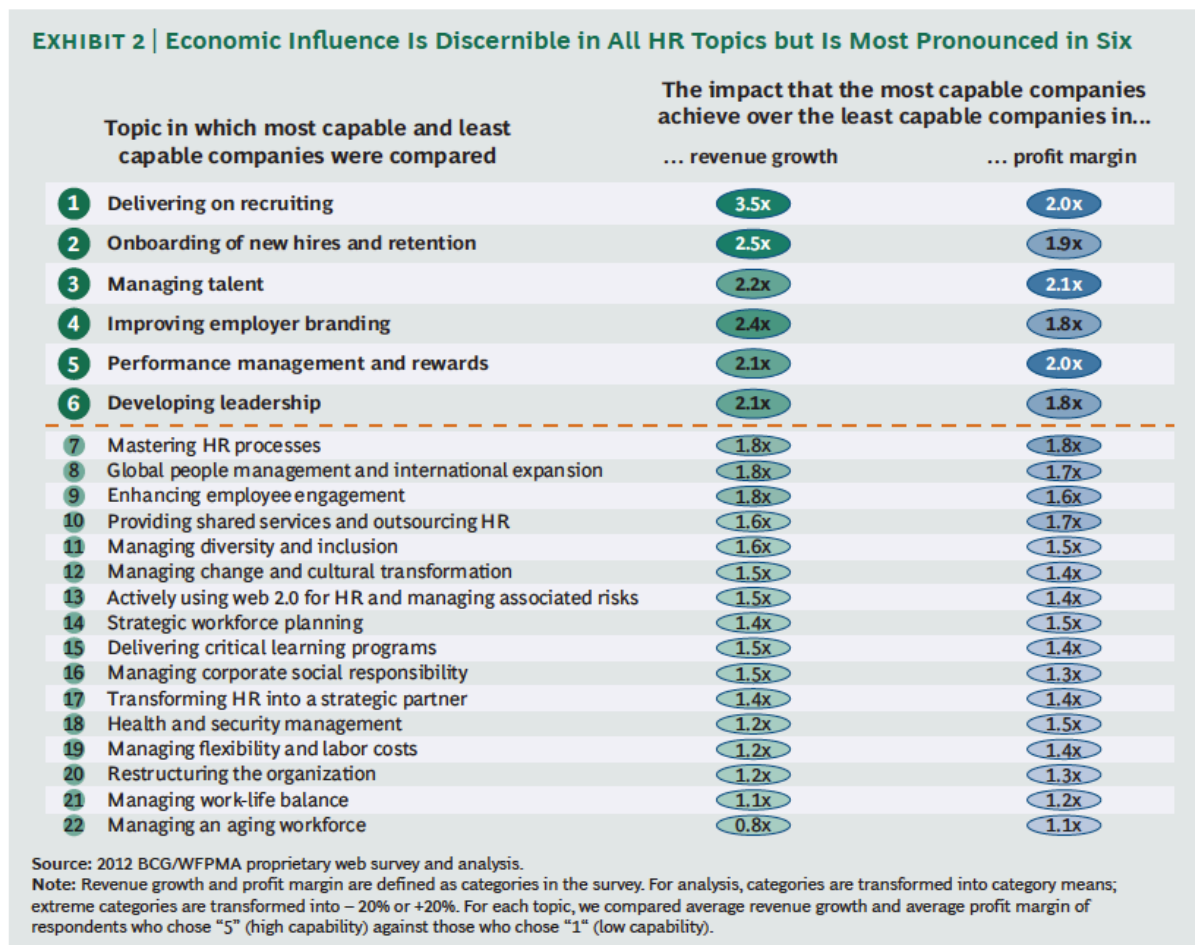 EXHIBIT 2 | Economic Influence Is Discernible in All HR Topics but Is Most Pronounced in Six
Topic in which most capable and least
capable companies were compared
The impact that the most capable companies
achieve over the least capable companies in...
... revenue growth
... profit margin
1 Delivering on recruiting 3.5x 2.0x
2 Onboarding of new hires and retention 2.5x 1.9x
3 Managing talent 2.2x 2.1x
4 Improving employer branding 2.4x 1.8x
5 Performance management and rewards 2.1x 2.0x
6 Developing leadership 2.1x 1.8x
7 Mastering HR processes 1.8x 1.8x
8 Global people management and international expansion 1.8x 1.7x
9 Enhancing employee engagement 1.8x 1.6x
10 Providing shared services and outsourcing HR 1.6x 1.7x
11 Managing diversity and inclusion 1.6x 1.5x
12 Managing change and cultural transformation 1.5x 1.4x
13 Actively using web 2.0 for HR and managing associated risks 1.5x 1.4x
14 Strategic workforce planning 1.4x 1.5x
15 Delivering critical learning programs 1.5x 1.4x
16 Managing corporate social responsibility 1.5x 1.3x
17 Transforming HR into a strategic partner 1.4x 1.4x
18 Health and security management 1.2x 1.5x
19 Managing flexibility and labor costs 1.2x 1.4x
20 Restructuring the organization 1.2x 1.3x
21 Managing work-life balance 1.1x 1.2x
22 Managing an aging workforce 0.8x 1.1x
Source: 2012 BCG/WFPMA proprietary web survey and analysis.
Note: Revenue growth and profit margin are defined as categories in the survey. For analysis, categories are transformed into category means;
extreme categories are transformed into – 20% or +20%. For each topic, we compared average revenue growth and average profit margin of
respondents who chose “5” (high capability) against those who chose “1“ (low capability).